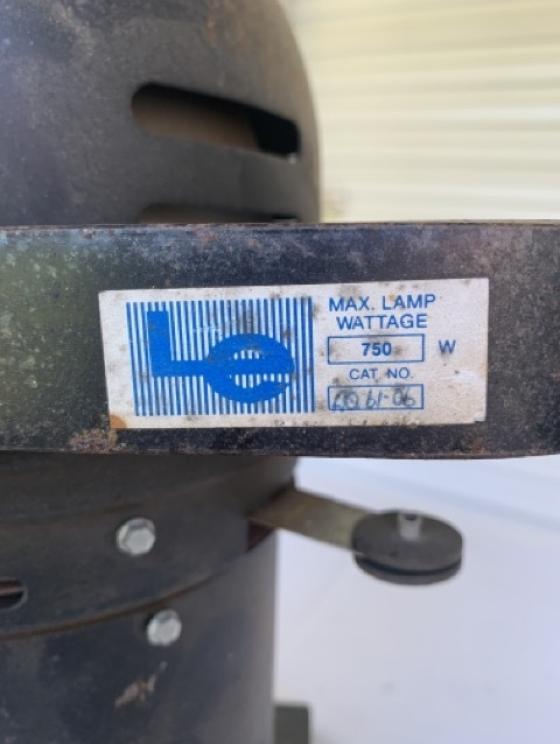 Le
MAX. LAMP
WATTAGE
750 W
CAT. NO.
6061-06